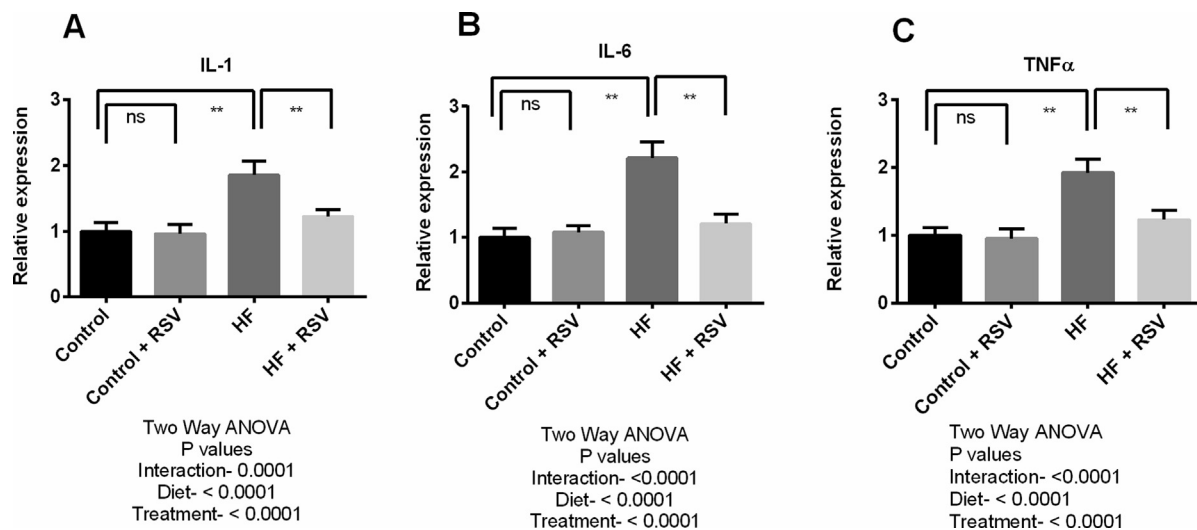 A
IL-1
ns
**
**
Relative expression
3
2
1
0
Control
Control + RSV
HF
HF + RSV
Two Way ANOVA
P values
Interaction- 0.0001
Diet- < 0.0001
Treatment- < 0.0001
B
IL-6
ns
**
**
Relative expression
3
2
1
0
Control
Control + RSV
HF
HF + RSV
Two Way ANOVA
P values
Interaction- <0.0001
Diet- < 0.0001
Treatment- < 0.0001
C
TNFα
ns
**
**
Relative expression
3
2
1
0
Control
Control + RSV
HF
HF + RSV
Two Way ANOVA
P values
Interaction- <0.0001
Diet- < 0.0001
Treatment- < 0.0001